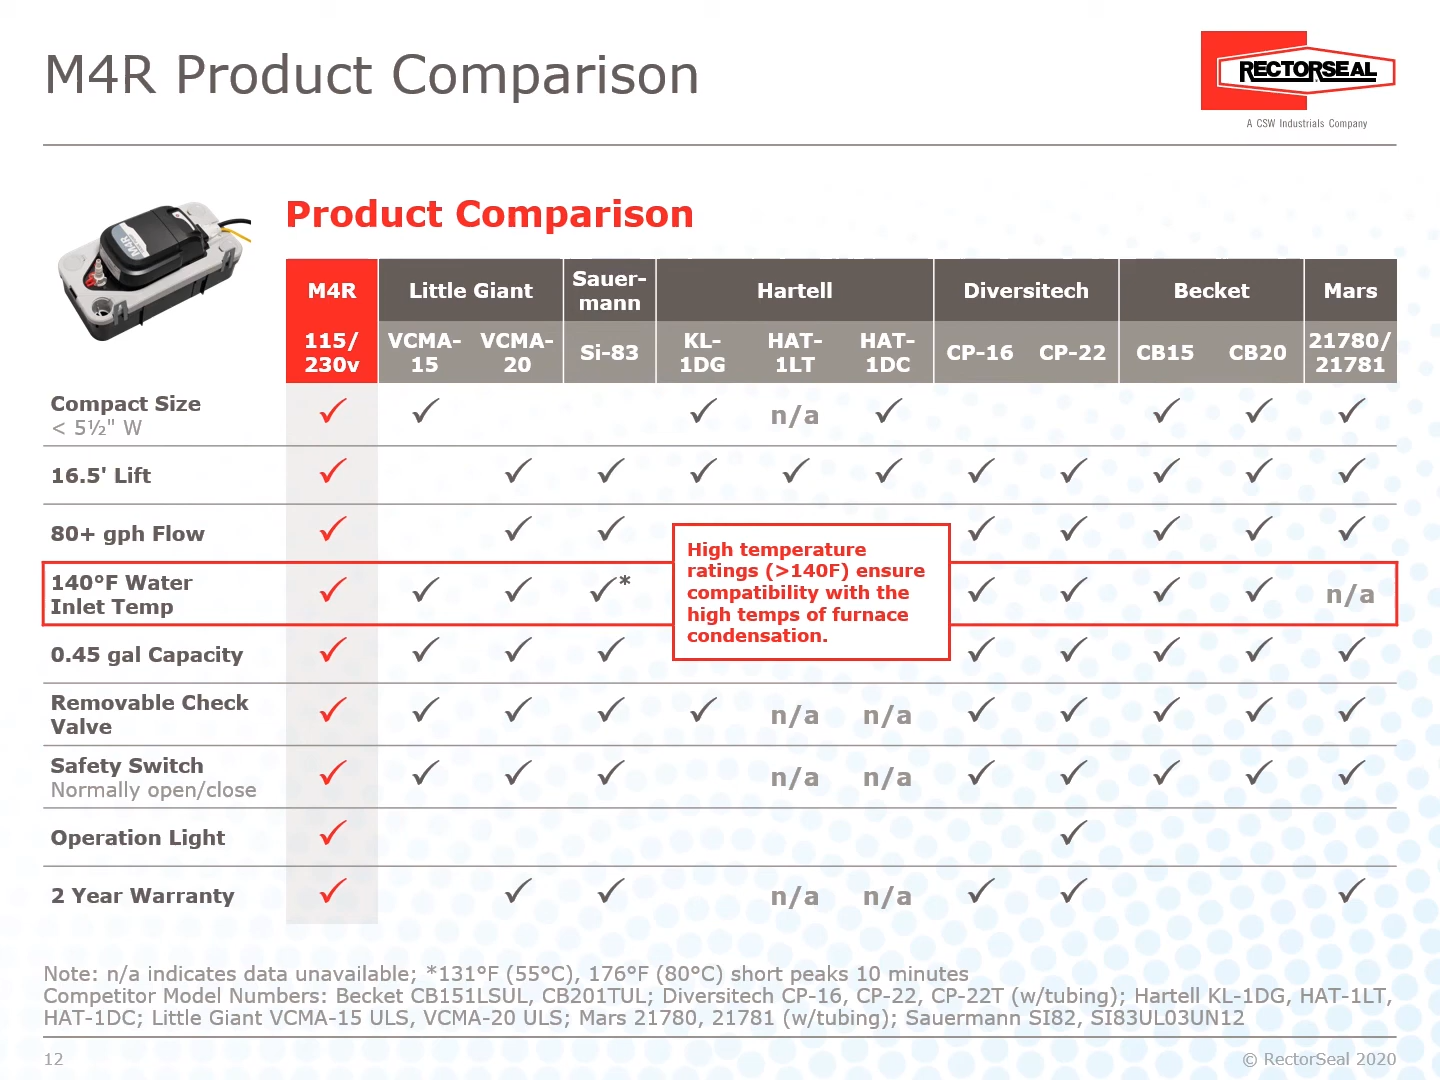 M4R Product Comparison
RECTORSEAL
A CSW Industrials Company
Product Comparison
M4R
M4R Little Giant Sauer- Hartell Diversitech Becket Mars
mann
115/ VCMA- VCMA- Si-83 KL- HAT- HAT- CP-16 CP-22 CB15 CB20 21780/
230v 15 20 1DG 1LT 1DC 21781
Compact Size ✓ ✓ ✓ n/a ✓ ✓ ✓ ✓
< 5½" W
16.5' Lift ✓ ✓ ✓ ✓ ✓ ✓ ✓ ✓ ✓ ✓ ✓
80+ gph Flow ✓ ✓ ✓ ✓ ✓ ✓ ✓ ✓
140°F Water ✓ ✓ ✓ ✓* ✓ ✓ ✓ ✓ n/a
Inlet Temp
High temperature
ratings (>140F) ensure
compatibility with the
high temps of furnace
condensation.
0.45 gal Capacity ✓ ✓ ✓ ✓ ✓ ✓ ✓ ✓ ✓
Removable Check ✓ ✓ ✓ ✓ ✓ n/a n/a ✓ ✓ ✓ ✓ ✓
Valve
Safety Switch ✓ ✓ ✓ ✓ n/a n/a ✓ ✓ ✓ ✓ ✓
Normally open/close
Operation Light ✓ ✓
2 Year Warranty ✓ ✓ ✓ n/a n/a ✓ ✓ ✓
Note: n/a indicates data unavailable; *131°F (55°C), 176°F (80°C) short peaks 10 minutes
Competitor Model Numbers: Becket CB151LSUL, CB201TUL; Diversitech CP-16, CP-22, CP-22T (w/tubing); Hartell KL-1DG, HAT-1LT,
HAT-1DC; Little Giant VCMA-15 ULS, VCMA-20 ULS; Mars 21780, 21781 (w/tubing); Sauermann SI82, SI83UL03UN12
12
© RectorSeal 2020